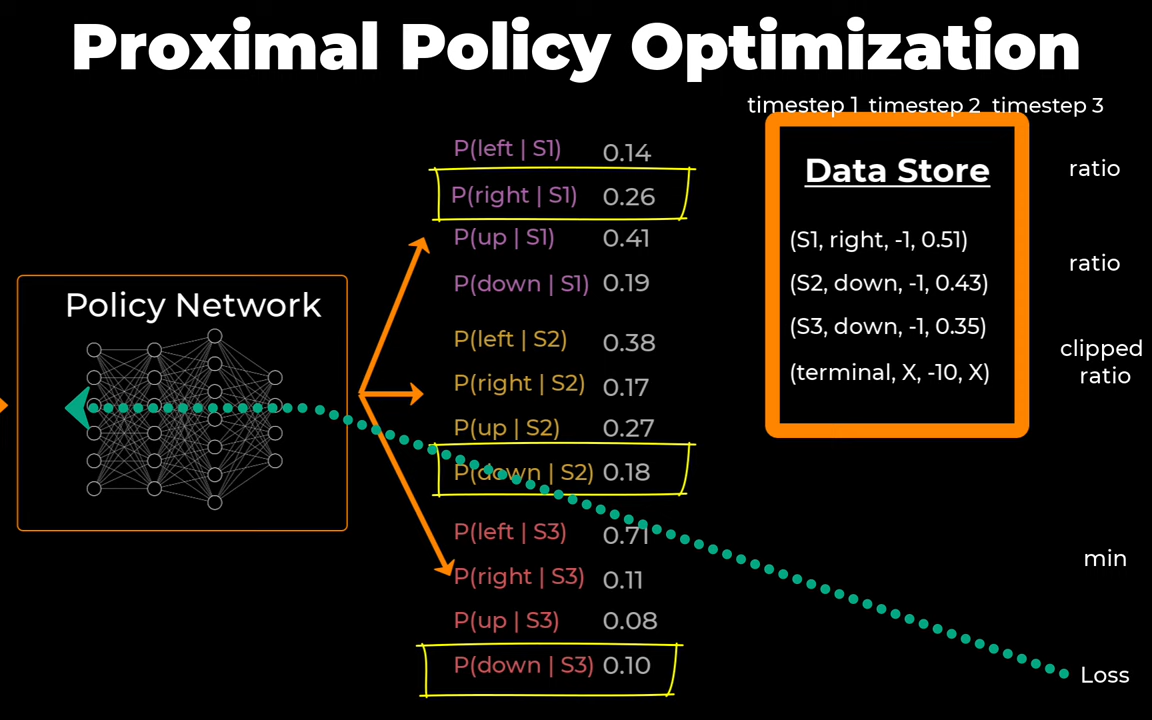 Proximal Policy Optimization
timestep 1 timestep 2 timestep 3
Policy Network
P(left | S1) 0.14
P(right | S1) 0.26
P(up | S1) 0.41
P(down | S1) 0.19
P(left | S2) 0.38
P(right | S2) 0.17
P(up | S2) 0.27
P(down | S2) 0.18
P(left | S3) 0.71
P(right | S3) 0.11
P(up | S3) 0.08
P(down | S3) 0.10
Data Store
(S1, right, -1, 0.51)
(S2, down, -1, 0.43)
(S3, down, -1, 0.35)
(terminal, X, -10, X)
ratio
ratio
clipped
ratio
min
Loss